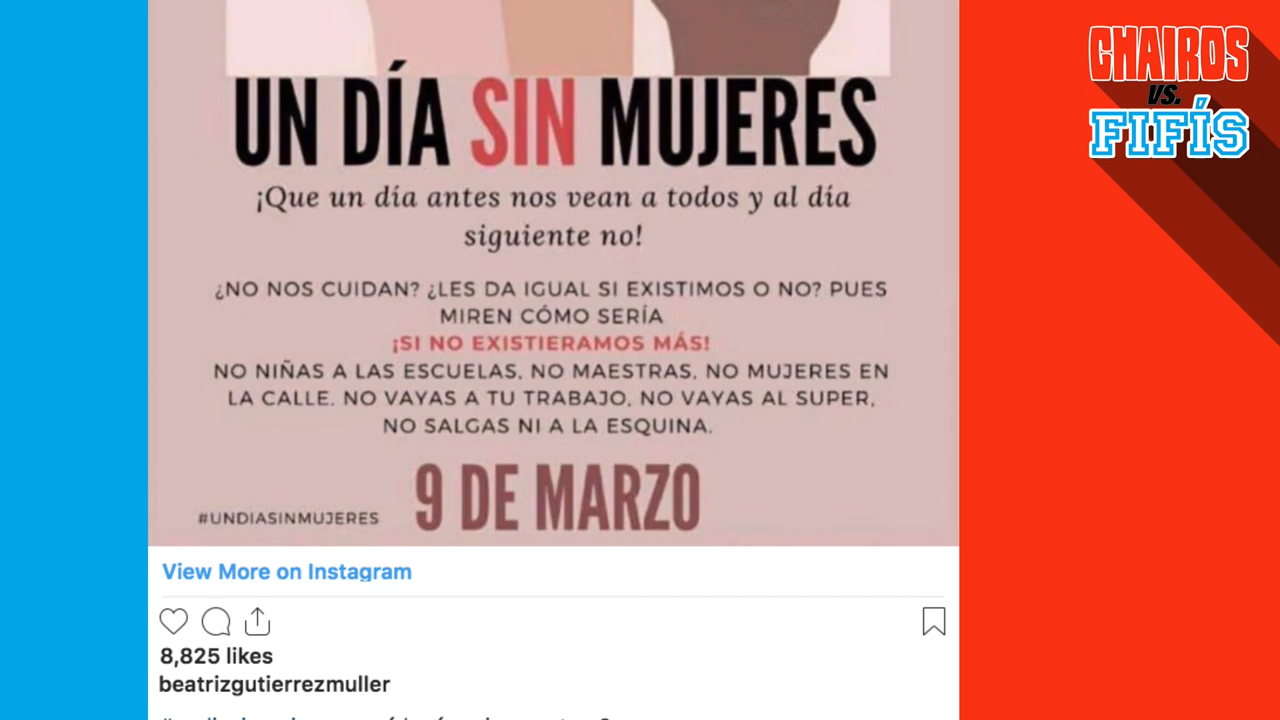 CHAIROS
VS.
FIFÍS
UN DÍA SIN MUJERES
¡Que un día antes nos vean a todos y al día
siguiente no!
¿NO NOS CUIDAN? ¿LES DA IGUAL SI EXISTIMOS O NO? PUES
MIREN CÓMO SERÍA
¡SI NO EXISTIERAMOS MÁS!
NO NIÑAS A LAS ESCUELAS, NO MAESTRAS, NO MUJERES EN
LA CALLE. NO VAYAS A TU TRABAJO, NO VAYAS AL SUPER,
NO SALGAS NI A LA ESQUINA.
9 DE MARZO
#UNDIASINMUJERES
View More on Instagram
8,825 likes
beatrizgutierrezmuller